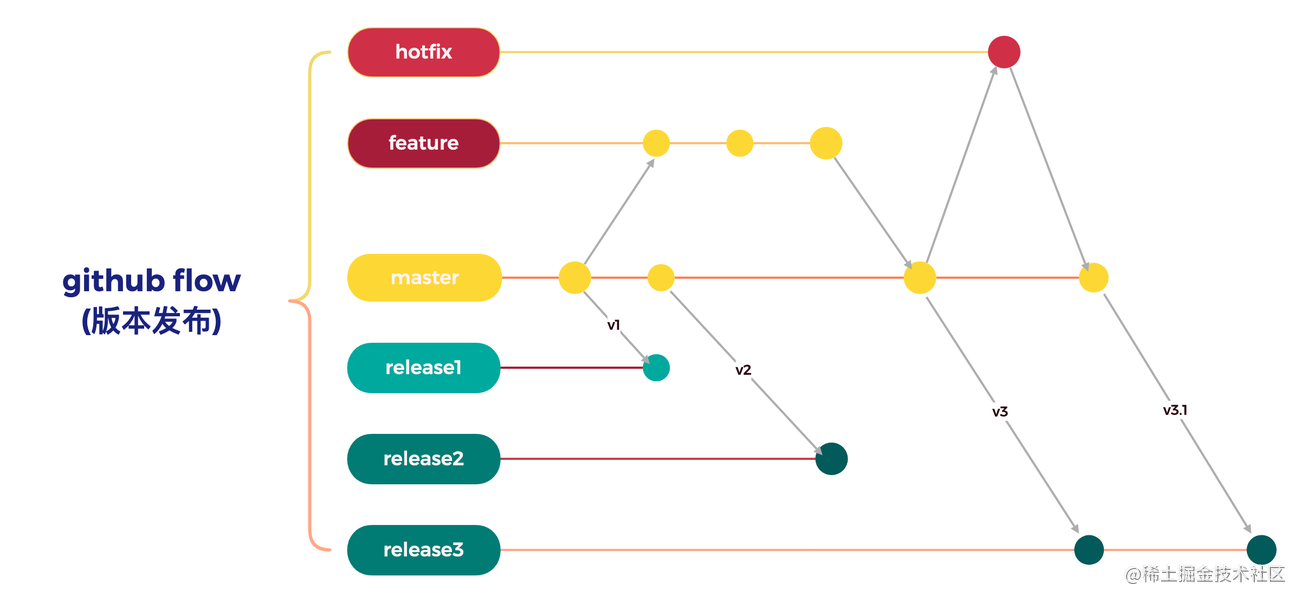 hotfix
feature
github flow
(版本发布)
master
v1
release1
v2
v3
v3.1
release2
release3
@稀土掘金技术社区